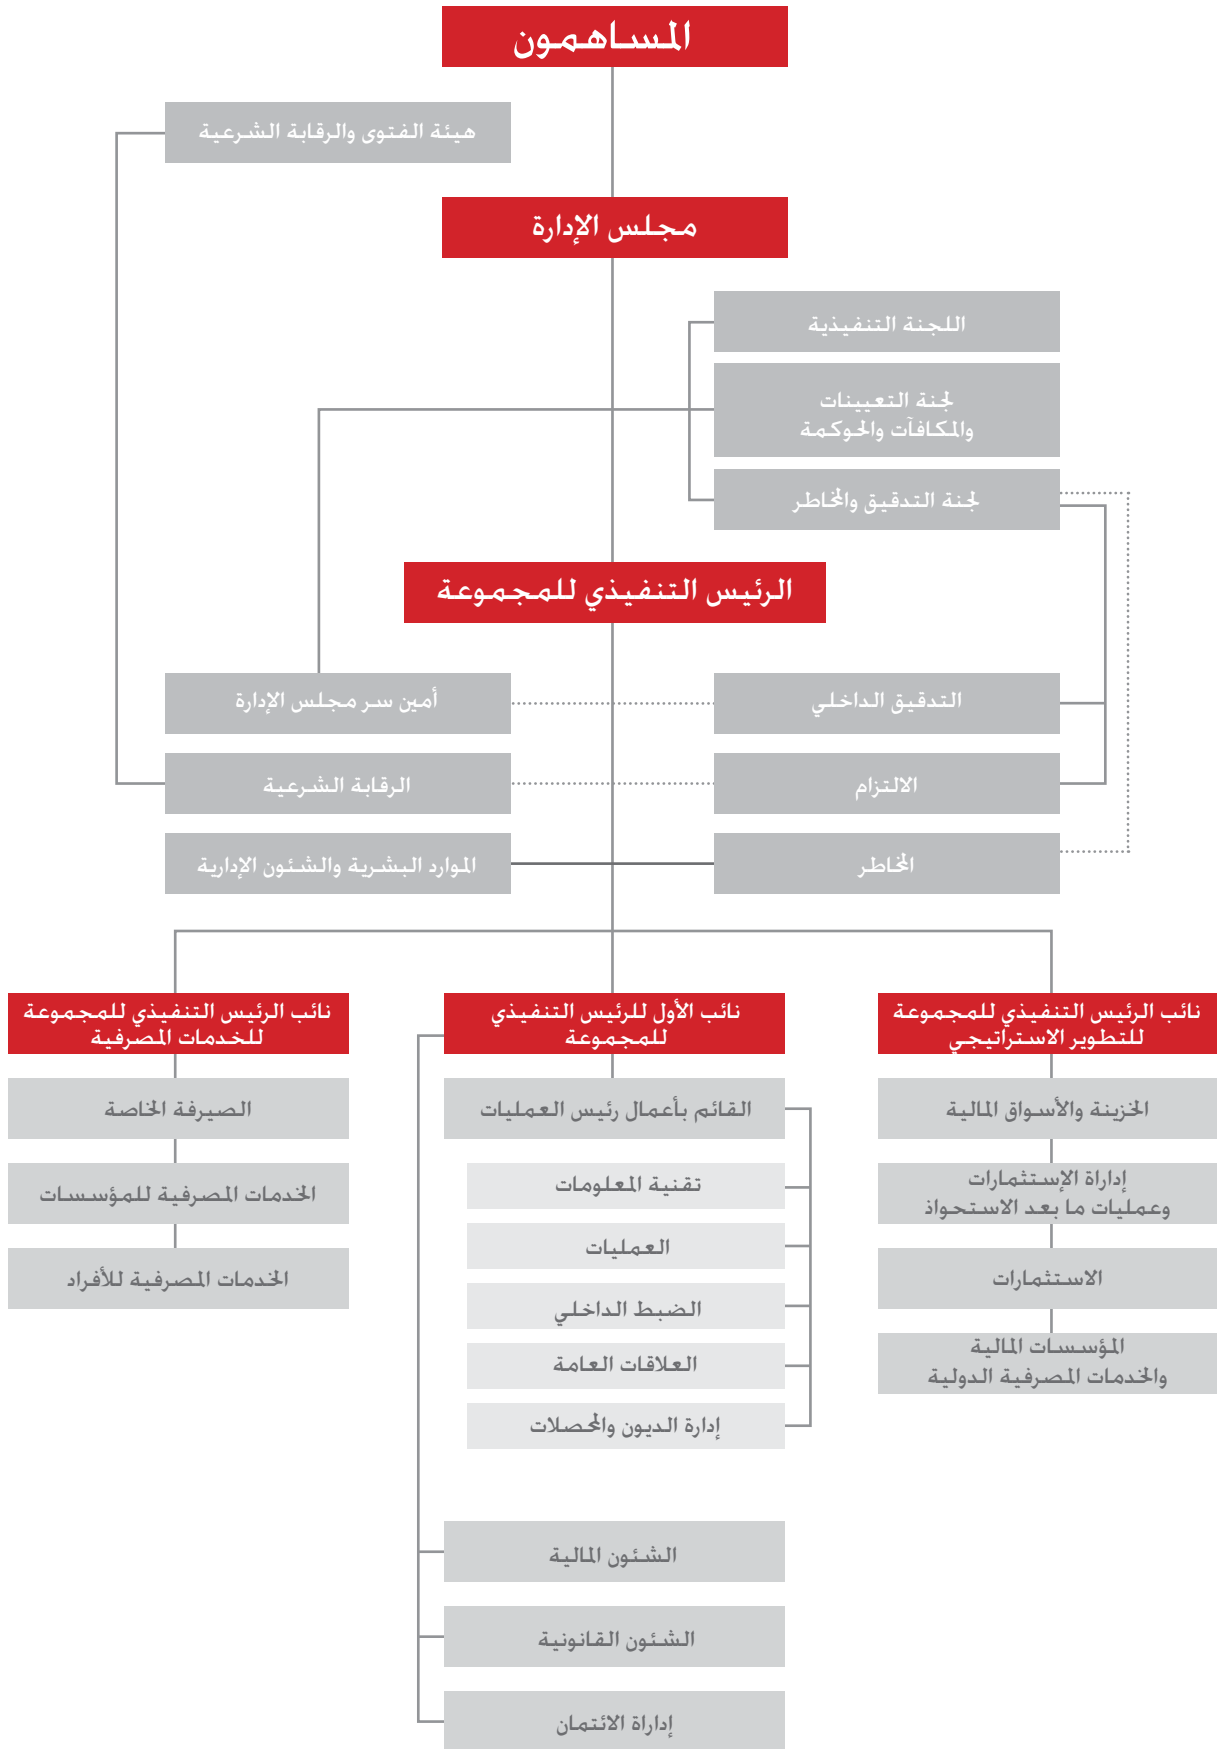 المساهمون
هيئة الفتوى والرقابة الشرعية
مجلس الإدارة
اللجنة التنفيذية
لجنة التعيينات
والمكافآت والحوكمة
لجنة التدقيق والمخاطر
الرئيس التنفيذي للمجموعة
التدقيق الداخلي
أمين سر مجلس الإدارة
الالتزام
الرقابة الشرعية
المخاطر
الموارد البشرية والشئون الإدارية
نائب الرئيس التنفيذي للمجموعة
للتطوير الاستراتيجي
الخزينة والأسواق المالية
إداراة الإستثمارات
وعمليات ما بعد الاستحواذ
الاستثمارات
المؤسسات المالية
والخدمات المصرفية الدولية
نائب الأول للرئيس التنفيذي
للمجموعة
القائم بأعمال رئيس العمليات
تقنية المعلومات
العمليات
الضبط الداخلي
العلاقات العامة
إدارة الديون والمحصلات
الشئون المالية
الشئون القانونية
إداراة الائتمان
نائب الرئيس التنفيذي للمجموعة
للخدمات المصرفية
الصيرفة الخاصة
الخدمات المصرفية للمؤسسات
الخدمات المصرفية للأفراد